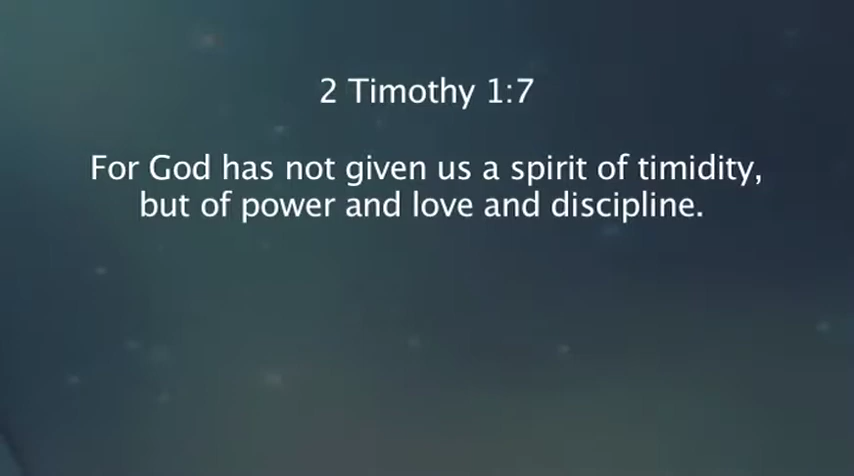 2 Timothy 1:7
For God has not given us a spirit of timidity,
but of power and love and discipline.